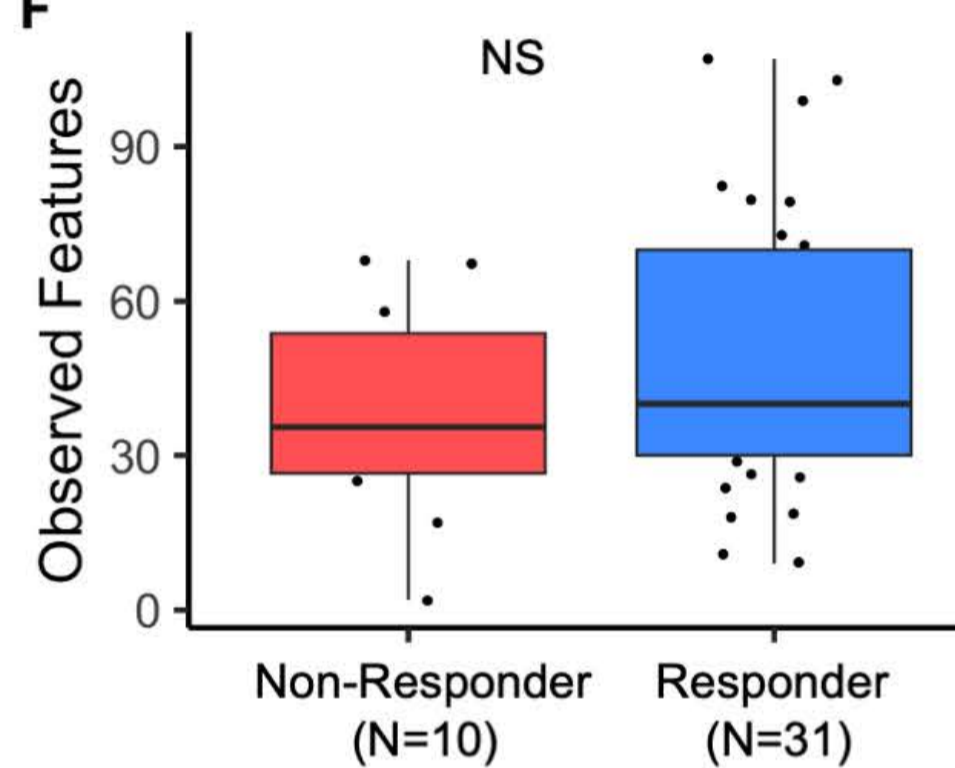 F
NS
Observed Features
90
60
30
0
Non-Responder
(N=10)
Responder
(N=31)